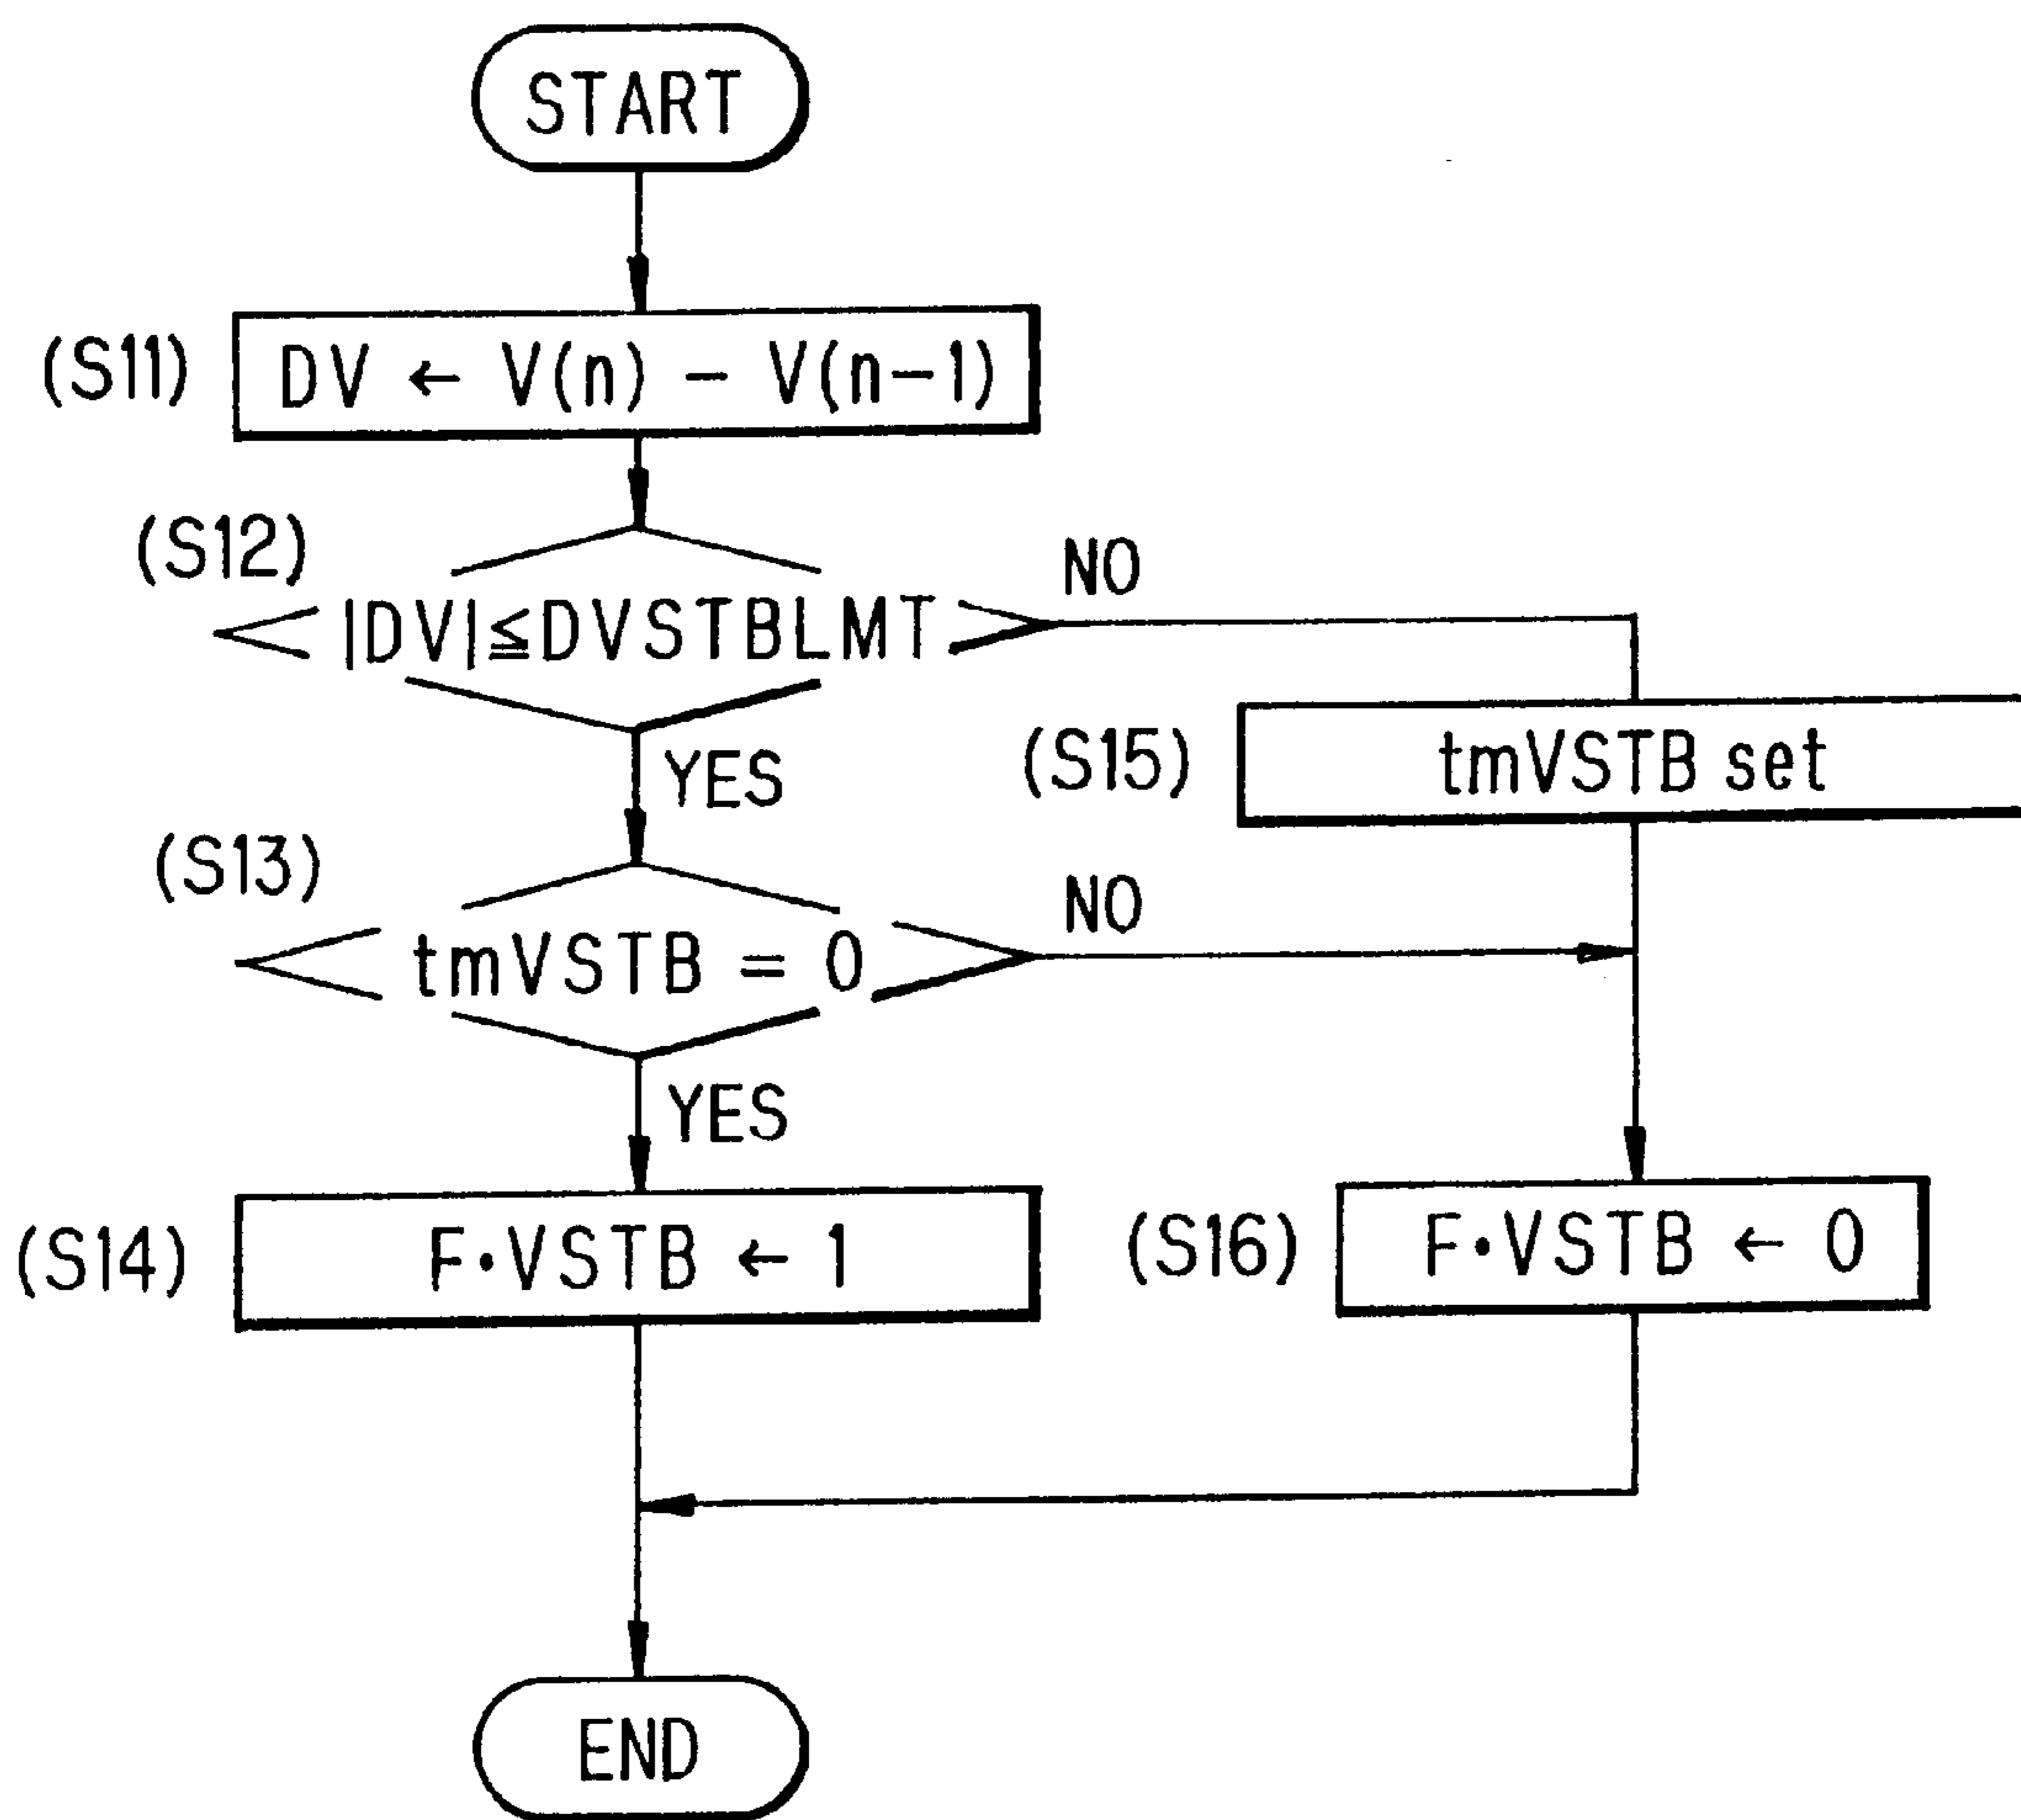 START
(S11) DV ← V(n) − V(n−1)
(S12)
NO
|DV|≦DVSTBLMT
(S15) tmVSTB set
YES
(S13)
NO
tmVSTB = 0
YES
(S14) F•VSTB ← 1
(S16) F•VSTB ← 0
END